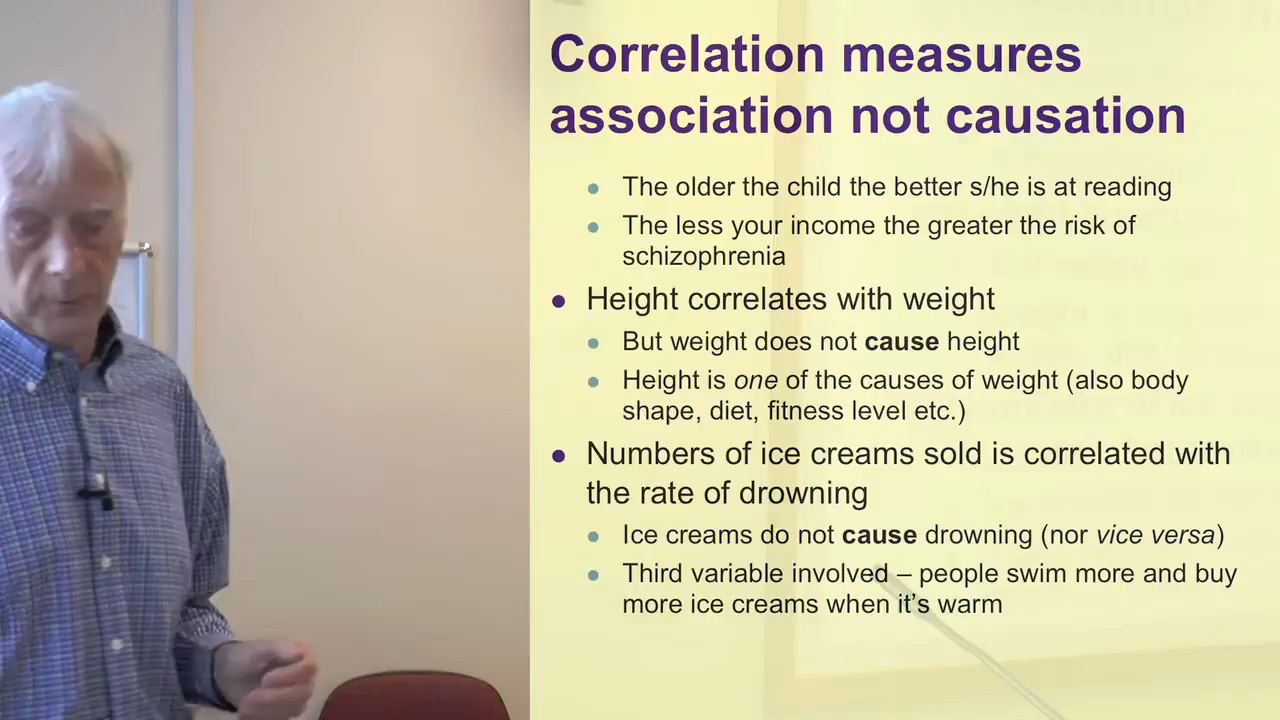 Correlation measures
association not causation
• The older the child the better s/he is at reading
• The less your income the greater the risk of
schizophrenia
• Height correlates with weight
• But weight does not cause height
• Height is one of the causes of weight (also body
shape, diet, fitness level etc.)
• Numbers of ice creams sold is correlated with
the rate of drowning
• Ice creams do not cause drowning (nor vice versa)
• Third variable involved – people swim more and buy
more ice creams when it’s warm